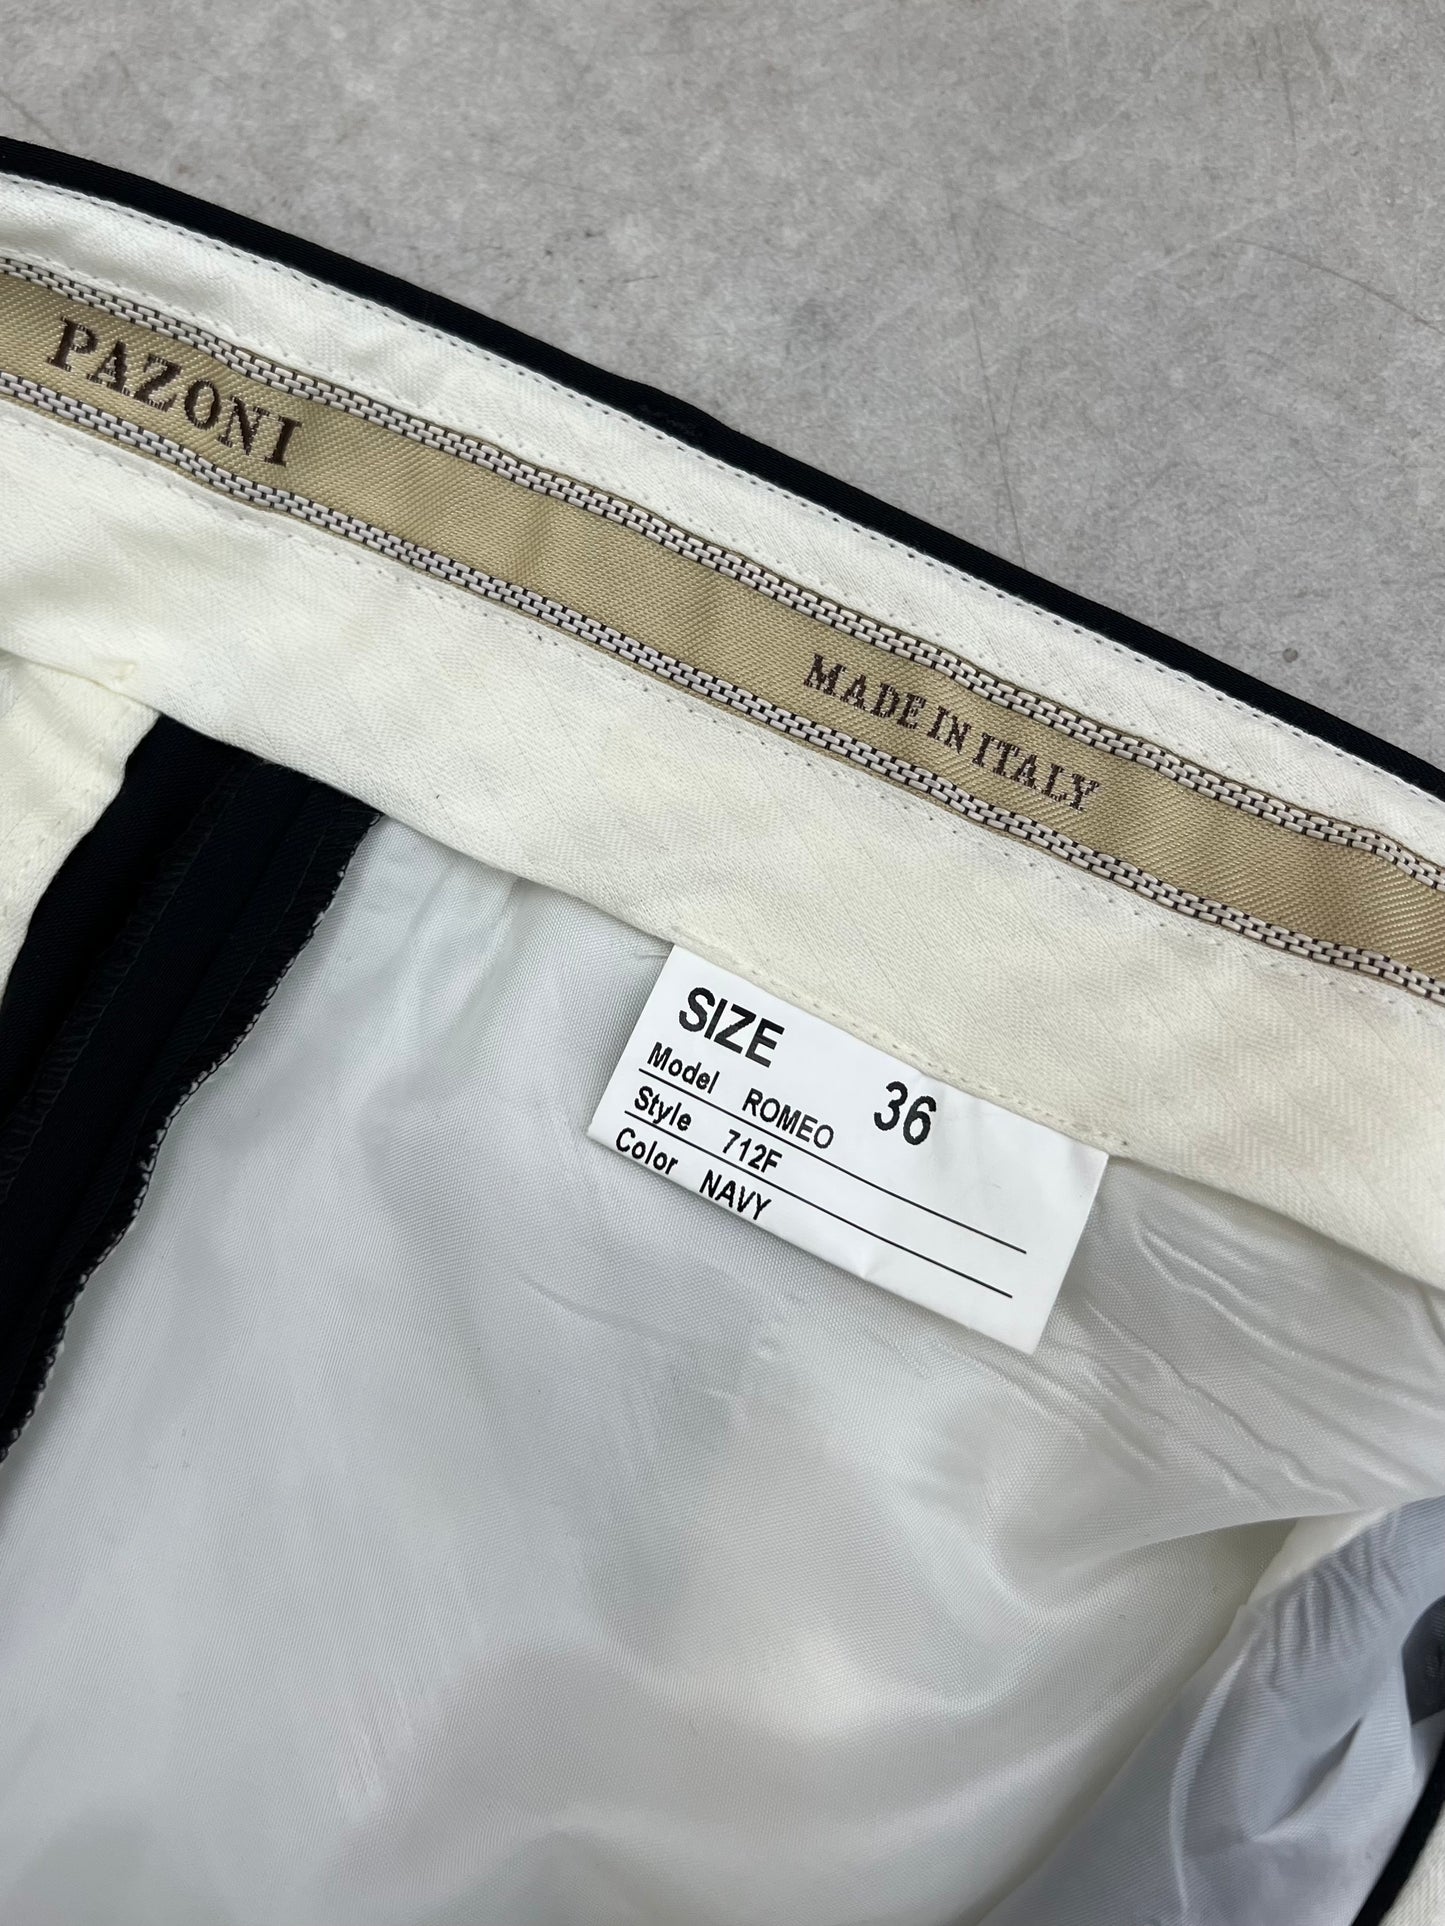 PAZONI
MADE IN ITALY
SIZE 36
Model ROMEO
Style 712F
Color NAVY